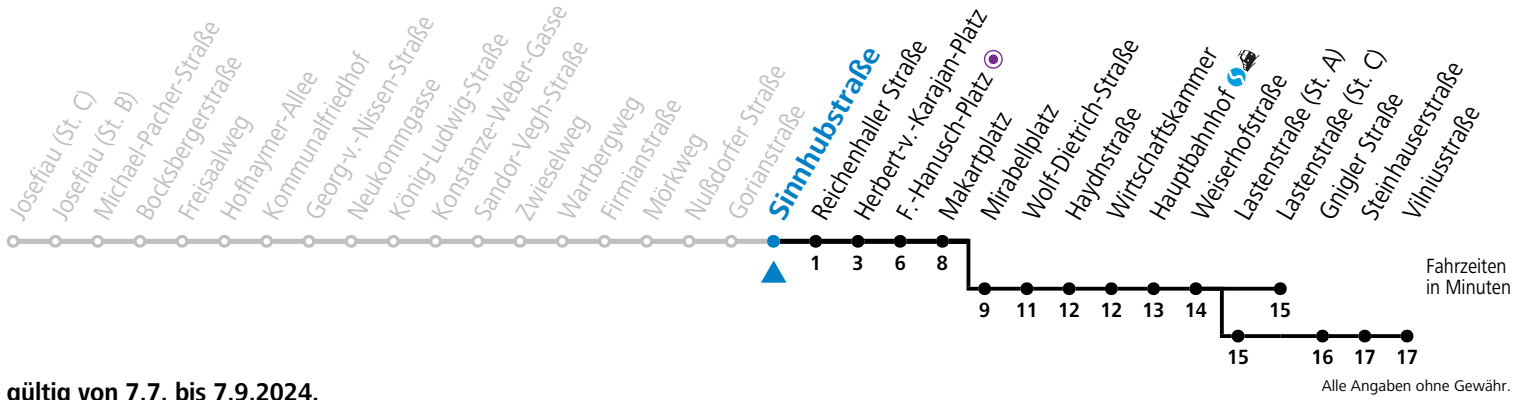 Josefiau (St. C)
Josefiau (St. B)
Michael-Pacher-Straße
Bocksbergerstraße
Freisaalweg
Hofhaymer-Allee
Kommunalfriedhof
Georg-v.-Nissen-Straße
Neukommgasse
König-Ludwig-Straße
Konstanze-Weber-Gasse
Sandor-Vegh-Straße
Zwieselweg
Wartbergweg
Firmianstraße
Mörkweg
Nußdorfer Straße
Gorianstraße
Sinnhubstraße
Reichenhaller Straße
Herbert-v.-Karajan-Platz
F.-Hanusch-Platz
Makartplatz
Mirabellplatz
Wolf-Dietrich-Straße
Haydnstraße
Wirtschaftskammer
Hauptbahnhof
Weiserhofstraße
Lastenstraße (St. A)
Lastenstraße (St. C)
Gnigler Straße
Steinhauserstraße
Vilniusstraße
1 3 6 8
Fahrzeiten
in Minuten
9 11 12 12 13 14 15
15 16 17 17
gültig von 7.7. bis 7.9.2024.
Alle Angaben ohne Gewähr.